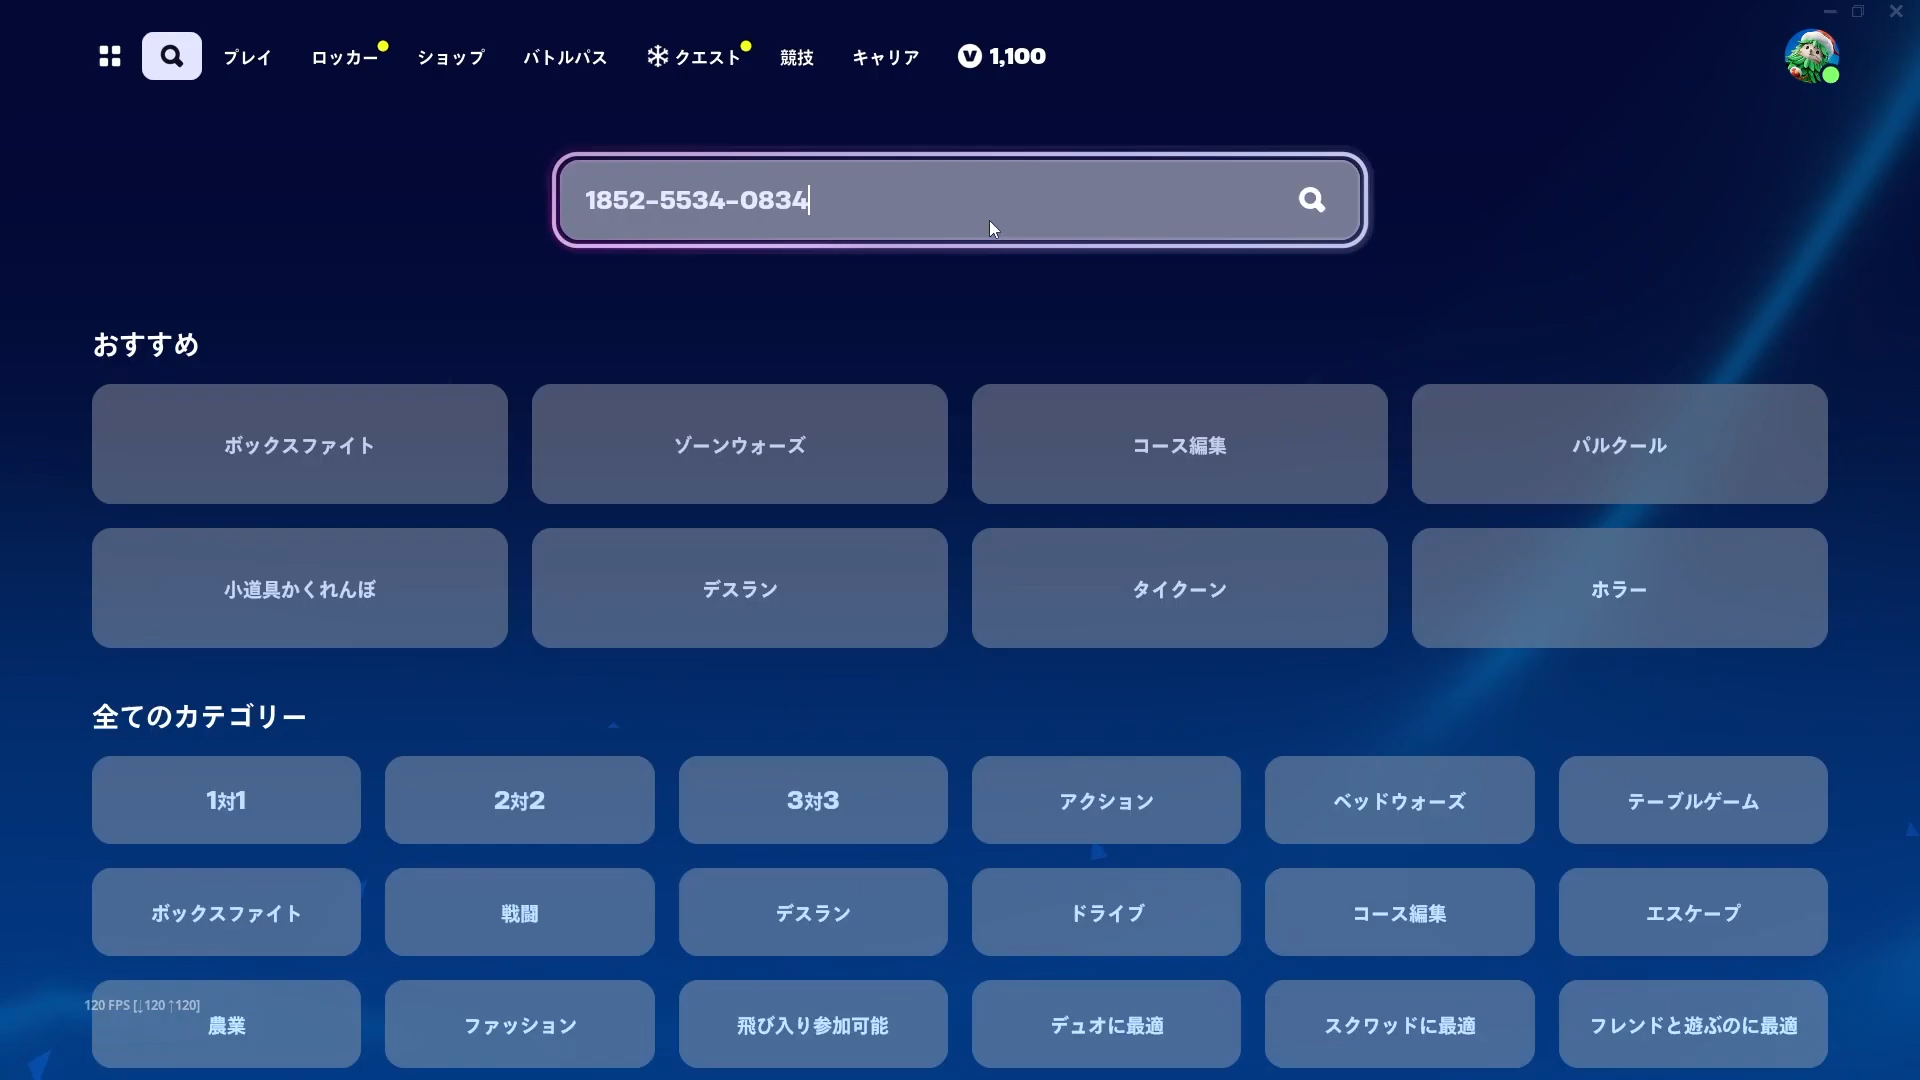 プレイ ロッカー ショップ バトルパス クエスト 競技 キャリア 1,100
1852-5534-0834
おすすめ
ボックスファイト ゾーンウォーズ コース編集 パルクール
小道具かくれんぼ デスラン タイクーン ホラー
全てのカテゴリー
1対1 2対2 3対3 アクション ベッドウォーズ テーブルゲーム
ボックスファイト 戦闘 デスラン ドライブ コース編集 エスケープ
120 FPS [↓120 ↑120]
農業 ファッション 飛び入り参加可能 デュオに最適 スクワッドに最適 フレンドと遊ぶのに最適